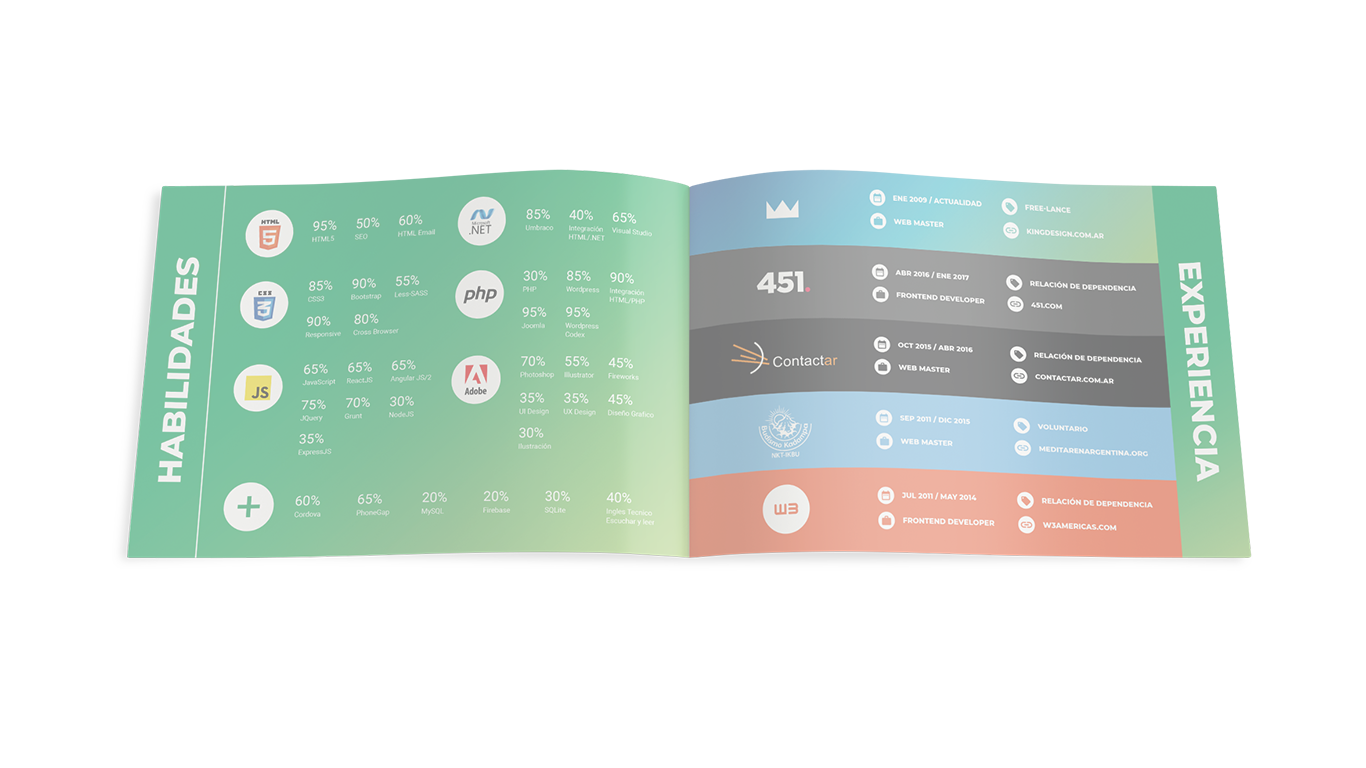 HABILIDADES
HTML
5
95% 50% 60%
HTML5 SEO HTML Email
CSS
3
85% 90% 55%
CSS3 Bootstrap Less-SASS
90% 80%
Responsive Cross Browser
JS
65% 65% 65%
JavaScript ReactJS Angular JS/2
75% 70% 30%
JQuery Grunt NodeJS
35%
ExpressJS
Microsoft
.NET
85% 40% 65%
Umbraco Integración Visual Studio
HTML/.NET
php
30% 85% 90%
PHP Wordpress Integración
HTML/PHP
95% 95%
Joomla Wordpress
Codex
Adobe
70% 55% 45%
Photoshop Illustrator Fireworks
35% 35% 45%
UI Design UX Design Diseño Grafico
30%
Ilustración
+
60% 65% 20% 20% 30% 40%
Cordova PhoneGap MySQL Firebase SQLite Ingles Tecnico
Escuchar y leer
ENE 2009 / ACTUALIDAD FREE-LANCE
WEB MASTER KINGDESIGN.COM.AR
451.
ABR 2016 / ENE 2017 RELACIÓN DE DEPENDENCIA
FRONTEND DEVELOPER 451.COM
Contactar
OCT 2015 / ABR 2016 RELACIÓN DE DEPENDENCIA
WEB MASTER CONTACTAR.COM.AR
Budismo Kadampa
NKT-IKBU
SEP 2011 / DIC 2015 VOLUNTARIO
WEB MASTER MEDITARENARGENTINA.ORG
W3
JUL 2011 / MAY 2014 RELACIÓN DE DEPENDENCIA
FRONTEND DEVELOPER W3AMERICAS.COM
EXPERIENCIA